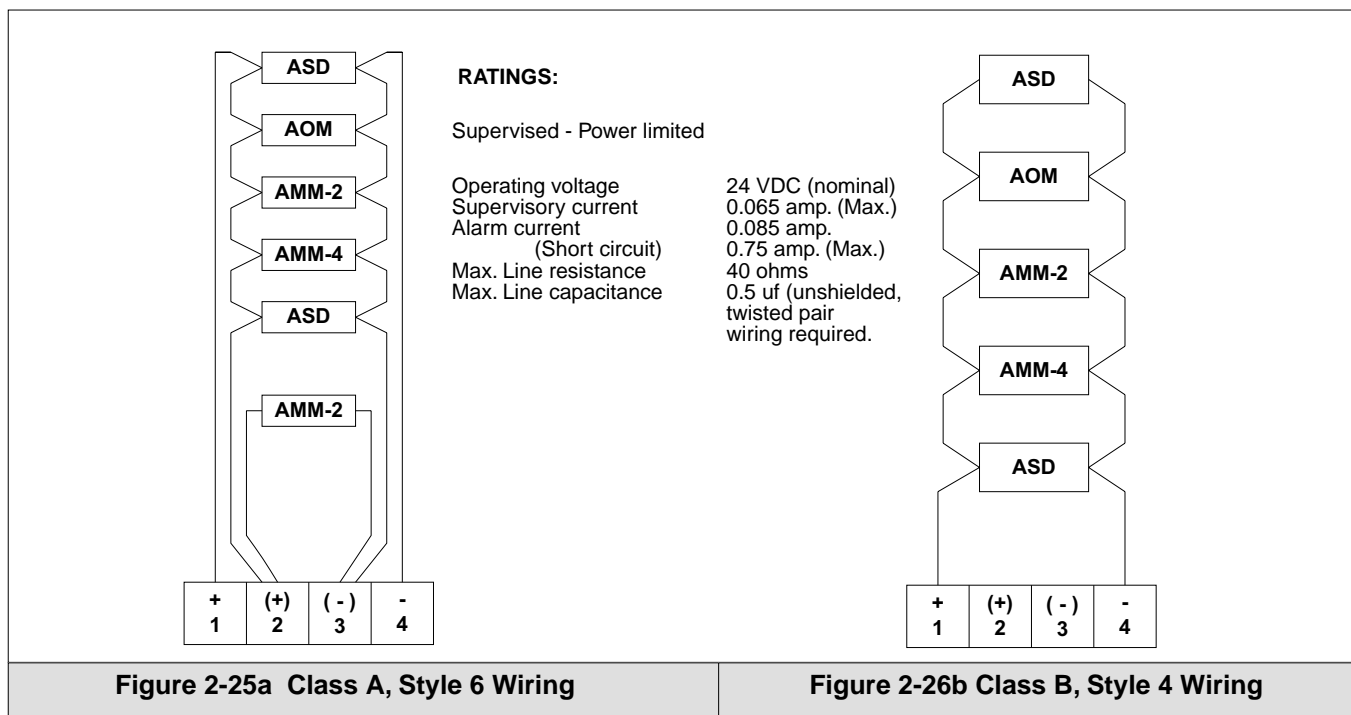 ASD
AOM
AMM-2
AMM-4
ASD
AMM-2
+ (+) ( - ) -
1 2 3 4
RATINGS:
Supervised - Power limited
Operating voltage 24 VDC (nominal)
Supervisory current 0.065 amp. (Max.)
Alarm current 0.085 amp.
(Short circuit) 0.75 amp. (Max.)
Max. Line resistance 40 ohms
Max. Line capacitance 0.5 uf (unshielded,
twisted pair
wiring required.
ASD
AOM
AMM-2
AMM-4
ASD
+ (+) ( - ) -
1 2 3 4
Figure 2-25a Class A, Style 6 Wiring
Figure 2-26b Class B, Style 4 Wiring